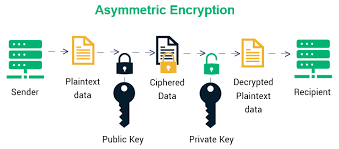 Asymmetric Encryption
Sender
Plaintext
data
Ciphered
Data
Decrypted
Plaintext
data
Recipient
Public Key
Private Key